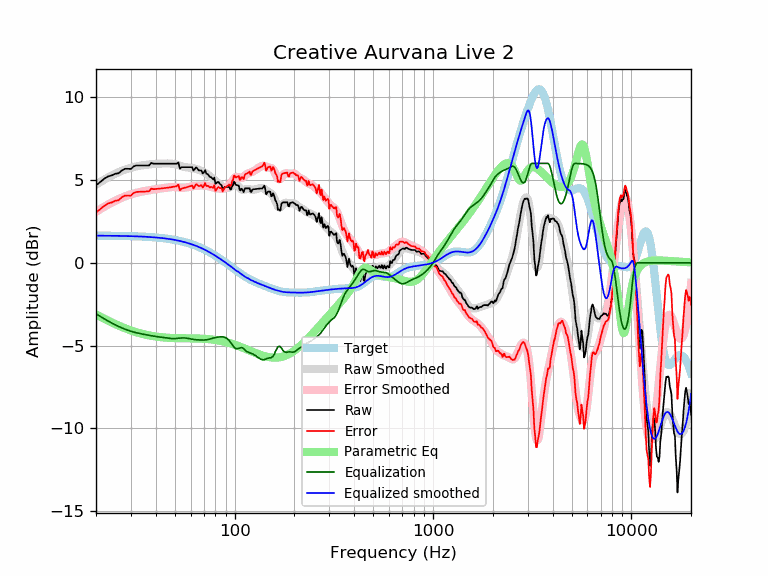 Creative Aurvana Live 2
10
5
0
−5
−10
−15
Amplitude (dBr)
Target
Raw Smoothed
Error Smoothed
Raw
Error
Parametric Eq
Equalization
Equalized smoothed
100
1000
10000
Frequency (Hz)